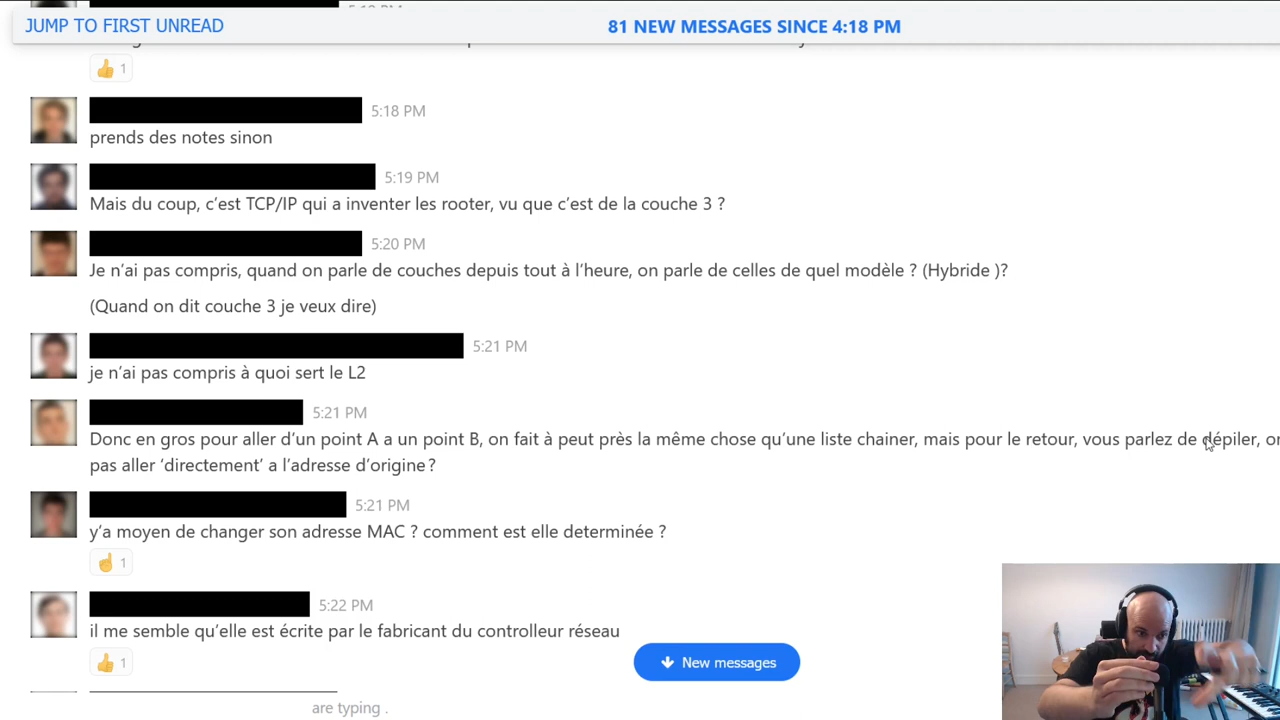 JUMP TO FIRST UNREAD
81 NEW MESSAGES SINCE 4:18 PM
👍 1
5:18 PM
prends des notes sinon
5:19 PM
Mais du coup, c’est TCP/IP qui a inventer les rooter, vu que c’est de la couche 3 ?
5:20 PM
Je n’ai pas compris, quand on parle de couches depuis tout à l’heure, on parle de celles de quel modèle ? (Hybride )?
(Quand on dit couche 3 je veux dire)
5:21 PM
je n’ai pas compris à quoi sert le L2
5:21 PM
Donc en gros pour aller d’un point A a un point B, on fait à peut près la même chose qu’une liste chainer, mais pour le retour, vous parlez de dépiler,
pas aller ‘directement’ a l’adresse d’origine ?
5:21 PM
y’a moyen de changer son adresse MAC ? comment est elle determinée ?
☝ 1
5:22 PM
il me semble qu’elle est écrite par le fabricant du controlleur réseau
👍 1
New messages
are typing .